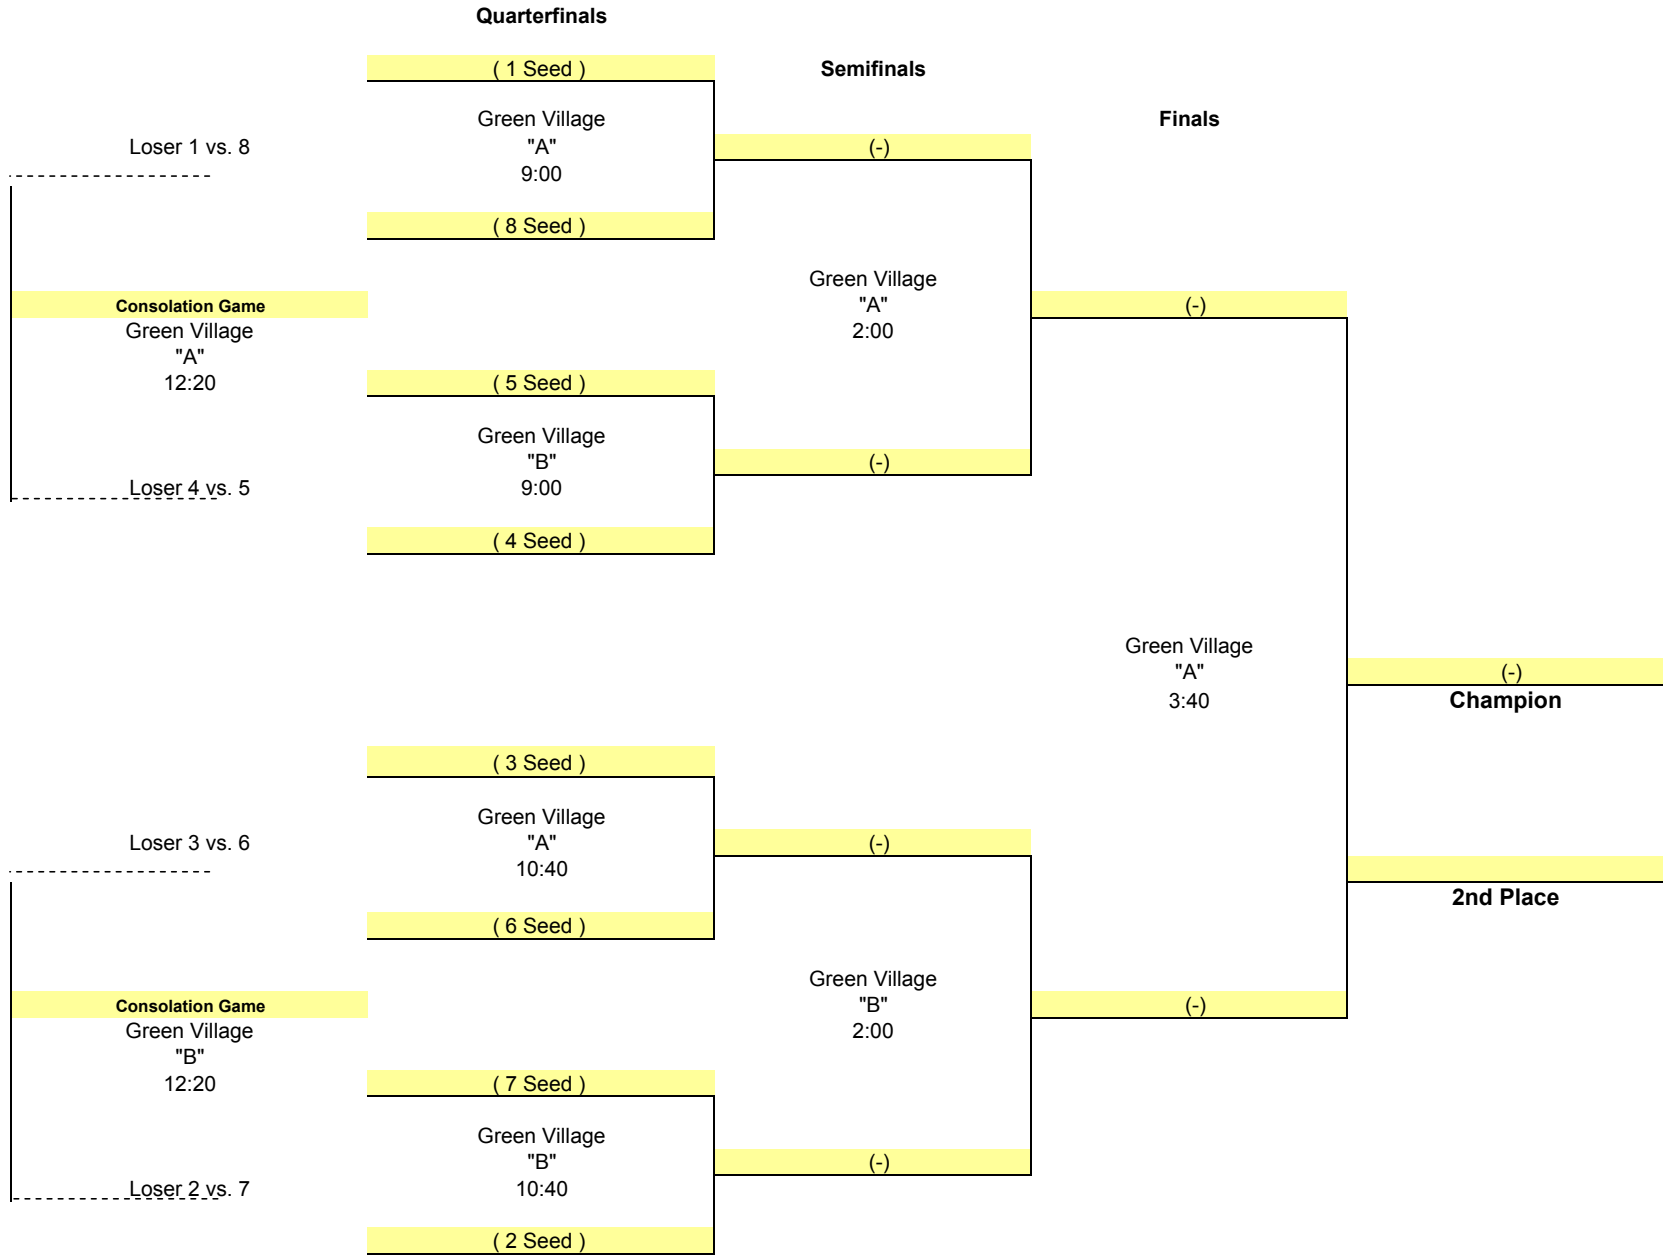 Quarterfinals
( 1 Seed )
Semifinals
Green Village
Finals
Loser 1 vs. 8
"A"
(-)
9:00
( 8 Seed )
Green Village
Consolation Game
"A"
(-)
Green Village
2:00
"A"
12:20
( 5 Seed )
Green Village
"B"
(-)
Loser 4 vs. 5
9:00
( 4 Seed )
Green Village
"A"
(-)
3:40
Champion
( 3 Seed )
Green Village
Loser 3 vs. 6
"A"
(-)
10:40
2nd Place
( 6 Seed )
Green Village
Consolation Game
"B"
(-)
Green Village
2:00
"B"
12:20
( 7 Seed )
Green Village
"B"
(-)
Loser 2 vs. 7
10:40
( 2 Seed )